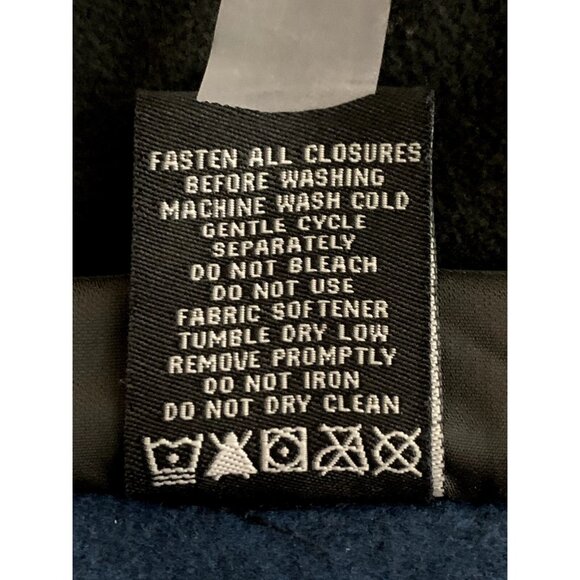 FASTEN ALL CLOSURES
BEFORE WASHING
MACHINE WASH COLD
GENTLE CYCLE
SEPARATELY
DO NOT BLEACH
DO NOT USE
FABRIC SOFTENER
TUMBLE DRY LOW
REMOVE PROMPTLY
DO NOT IRON
DO NOT DRY CLEAN